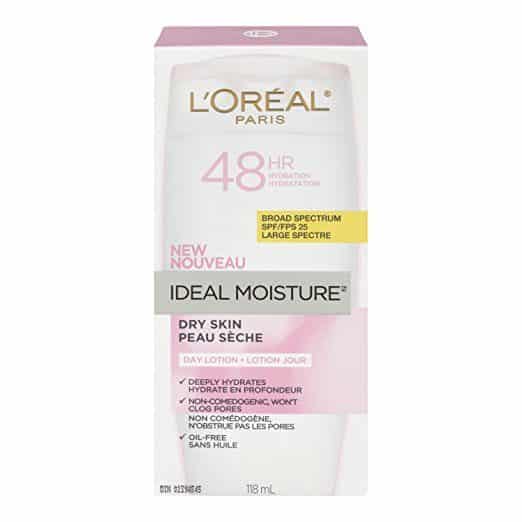 L'ORÉAL®
PARIS
48 HR
HYDRATION
HYDRATATION
BROAD SPECTRUM
SPF/FPS 25
LARGE SPECTRE
NEW
NOUVEAU
IDEAL MOISTURE
DRY SKIN
PEAU SÈCHE
DAY LOTION • LOTION JOUR
✓ DEEPLY HYDRATES
HYDRATE EN PROFONDEUR
✓ NON-COMEDOGENIC, WON'T
CLOG PORES
NON COMÉDOGÈNE,
N'OBSTRUE PAS LES PORES
✓ OIL-FREE
SANS HUILE
118 mL